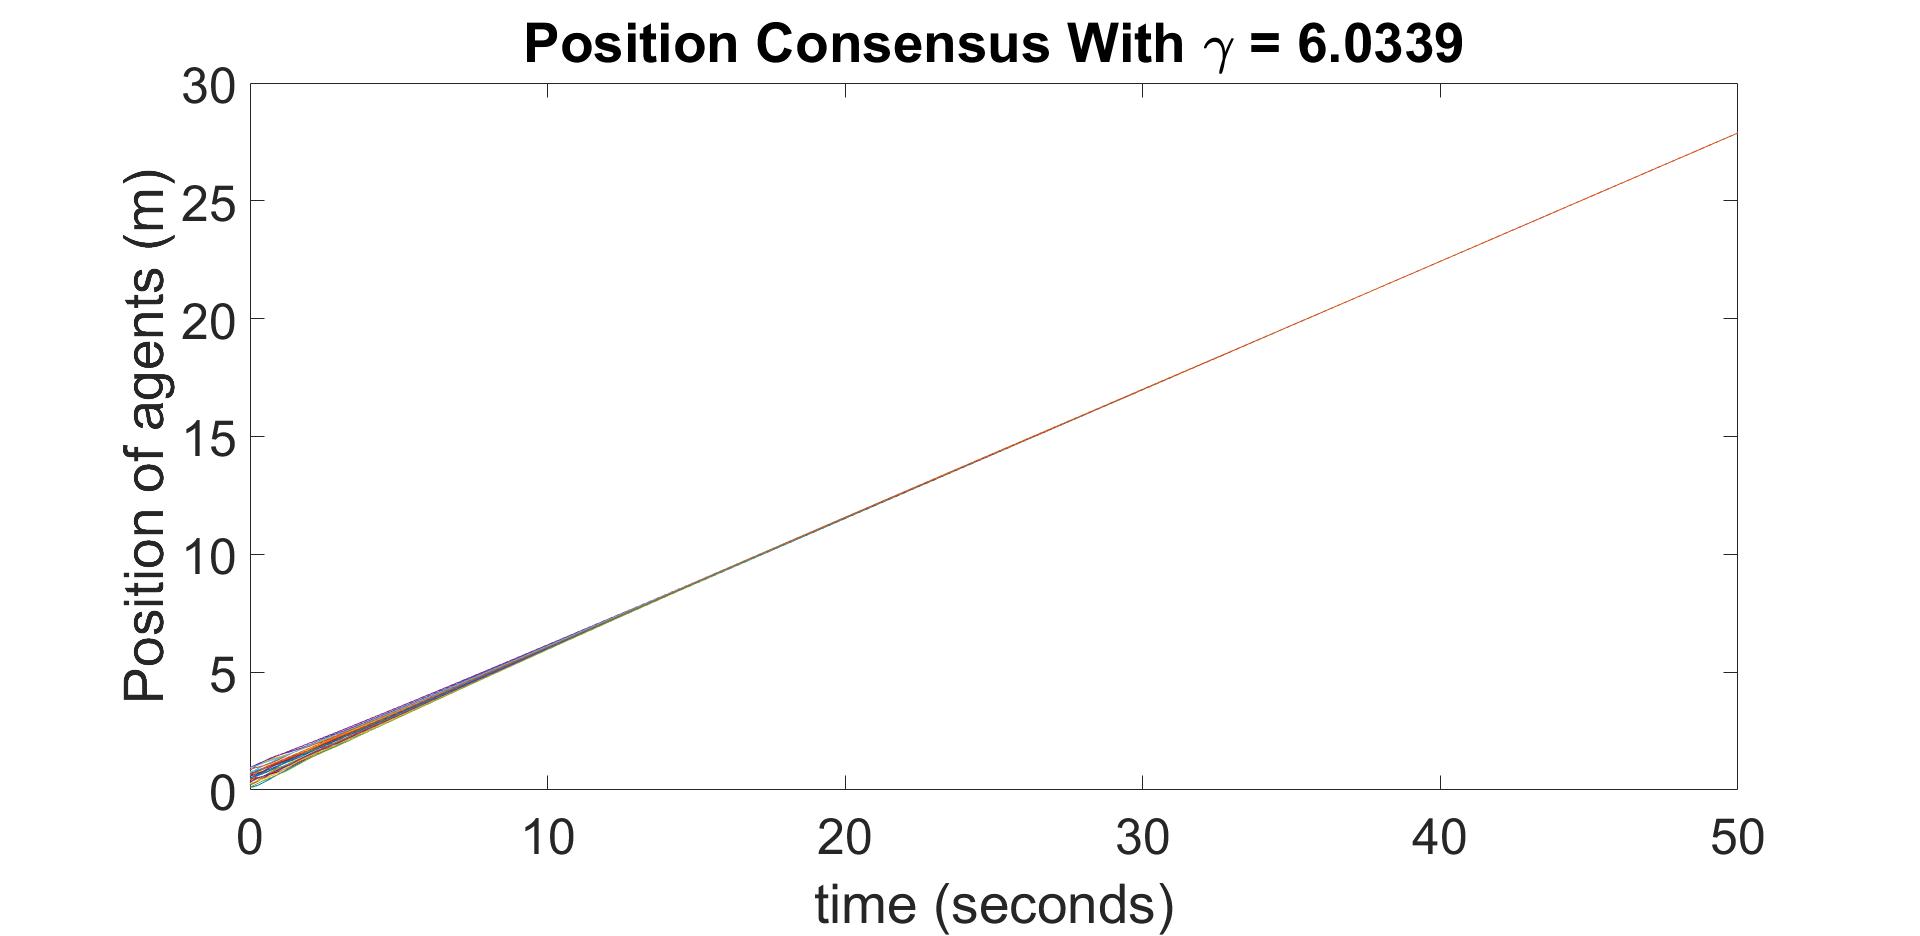 Position Consensus With γ = 6.0339
Position of agents (m)
30
25
20
15
10
5
0
0 10 20 30 40 50
time (seconds)